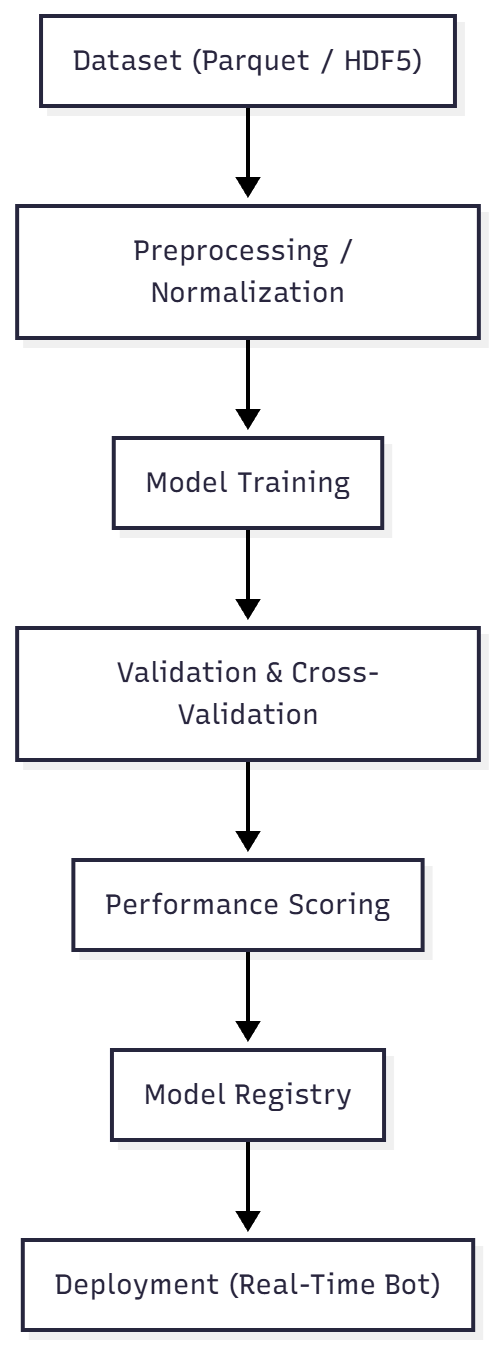 Dataset (Parquet / HDF5)
Preprocessing /
Normalization
Model Training
Validation & Cross-
Validation
Performance Scoring
Model Registry
Deployment (Real-Time Bot)